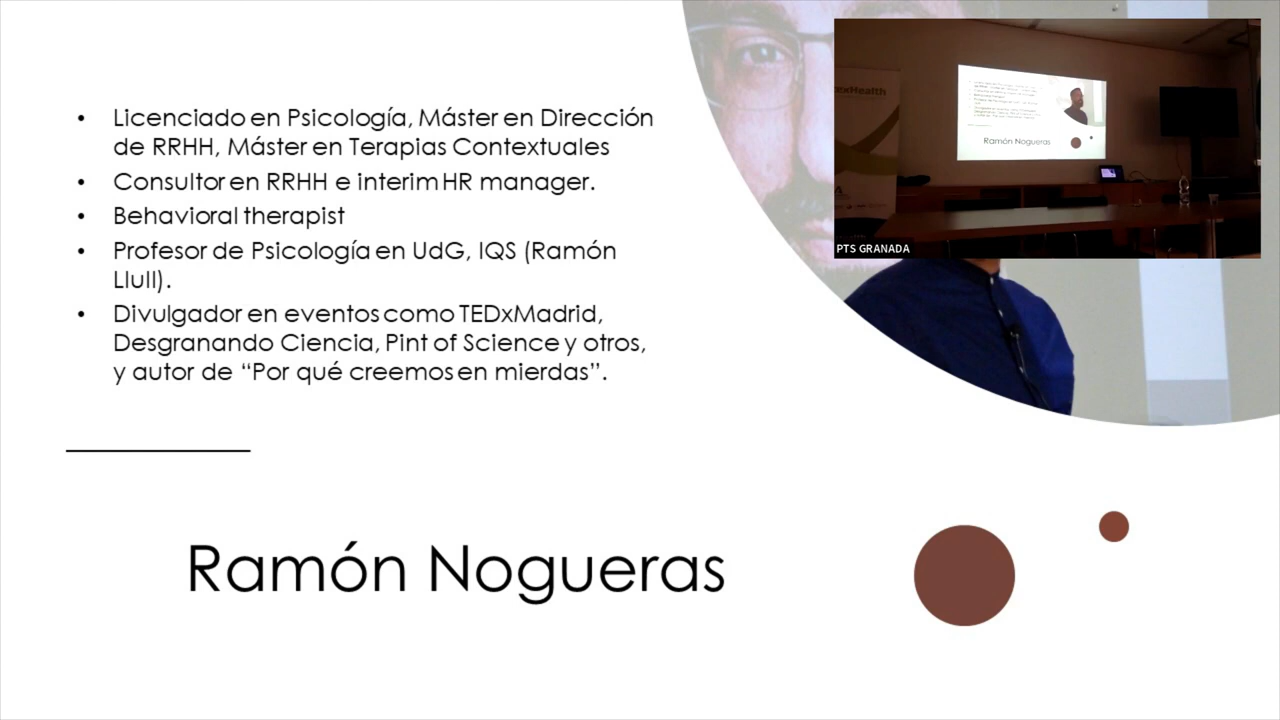 • Licenciado en Psicología, Máster en Dirección
de RRHH, Máster en Terapias Contextuales
• Consultor en RRHH e interim HR manager.
• Behavioral therapist
• Profesor de Psicología en UdG, IQS (Ramón
Llull).
• Divulgador en eventos como TEDxMadrid,
Desgranando Ciencia, Pint of Science y otros,
y autor de “Por qué creemos en mierdas”.
Ramón Nogueras
Ramón Nogueras
PTS GRANADA